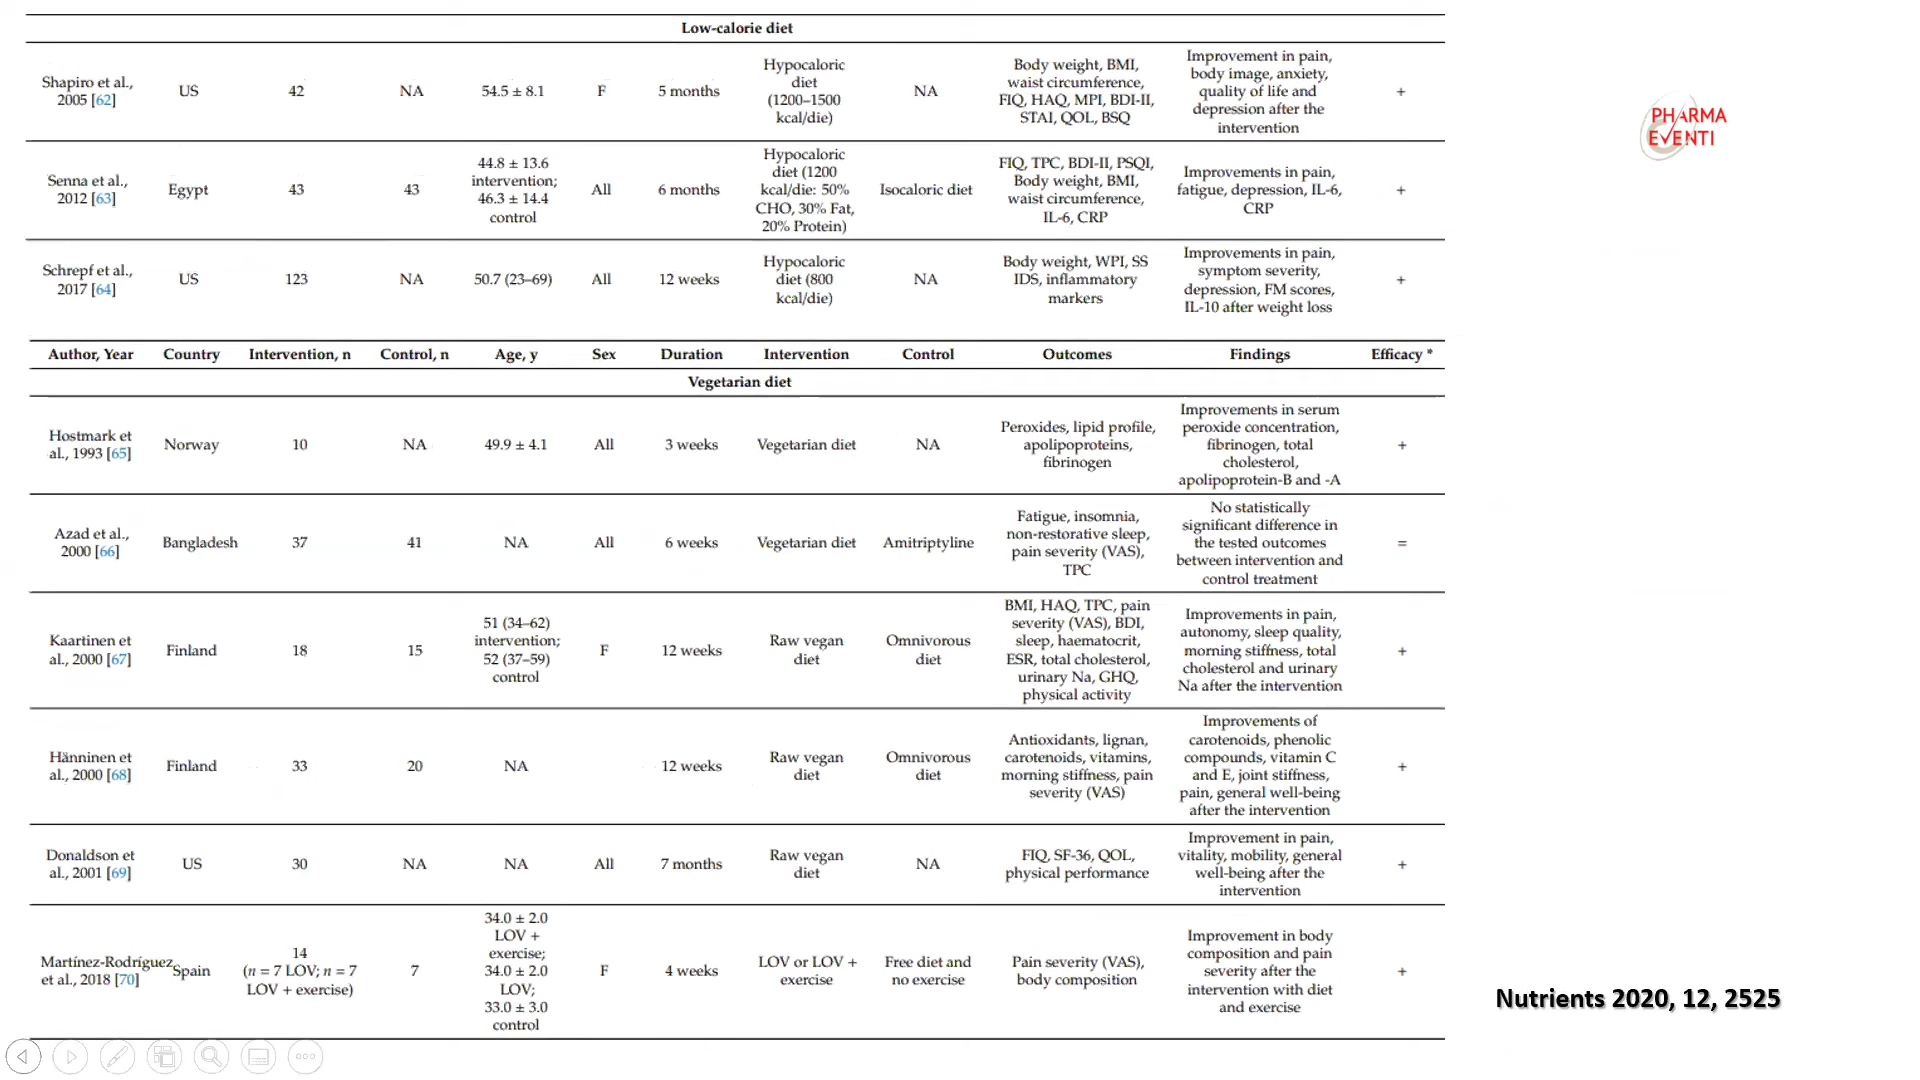 Low-calorie diet
Shapiro et al., 2005 [62] US 42 NA 54.5 ± 8.1 F 5 months Hypocaloric diet (1200–1500 kcal/die) NA Body weight, BMI, waist circumference, FIQ, HAQ, MPI, BDI-II, STAI, QOL, BSQ Improvement in pain, body image, anxiety, quality of life and depression after the intervention +
Senna et al., 2012 [63] Egypt 43 43 44.8 ± 13.6 intervention; 46.3 ± 14.4 control All 6 months Hypocaloric diet (1200 kcal/die: 50% CHO, 30% Fat, 20% Protein) Isocaloric diet FIQ, TPC, BDI-II, PSQI, Body weight, BMI, waist circumference, IL-6, CRP Improvements in pain, fatigue, depression, IL-6, CRP +
Schrepf et al., 2017 [64] US 123 NA 50.7 (23–69) All 12 weeks Hypocaloric diet (800 kcal/die) NA Body weight, WPI, SS IDS, inflammatory markers Improvements in pain, symptom severity, depression, FM scores, IL-10 after weight loss +
Author, Year Country Intervention, n Control, n Age, y Sex Duration Intervention Control Outcomes Findings Efficacy *
Vegetarian diet
Hostmark et al., 1993 [65] Norway 10 NA 49.9 ± 4.1 All 3 weeks Vegetarian diet NA Peroxides, lipid profile, apolipoproteins, fibrinogen Improvements in serum peroxide concentration, fibrinogen, total cholesterol, apolipoprotein-B and -A +
Azad et al., 2000 [66] Bangladesh 37 41 NA All 6 weeks Vegetarian diet Amitriptyline Fatigue, insomnia, non-restorative sleep, pain severity (VAS), TPC No statistically significant difference in the tested outcomes between intervention and control treatment =
Kaartinen et al., 2000 [67] Finland 18 15 51 (34–62) intervention; 52 (37–59) control F 12 weeks Raw vegan diet Omnivorous diet BMI, HAQ, TPC, pain severity (VAS), BDI, sleep, haematocrit, ESR, total cholesterol, urinary Na, GHQ, physical activity Improvements in pain, autonomy, sleep quality, morning stiffness, total cholesterol and urinary Na after the intervention +
Hänninen et al., 2000 [68] Finland 33 20 NA 12 weeks Raw vegan diet Omnivorous diet Antioxidants, lignan, carotenoids, vitamins, morning stiffness, pain severity (VAS) Improvements of carotenoids, phenolic compounds, vitamin C and E, joint stiffness, pain, general well-being after the intervention +
Donaldson et al., 2001 [69] US 30 NA NA All 7 months Raw vegan diet NA FIQ, SF-36, QOL, physical performance Improvement in pain, vitality, mobility, general well-being after the intervention +
Martínez-Rodríguez et al., 2018 [70] Spain 14 (n = 7 LOV; n = 7 LOV + exercise) 7 34.0 ± 2.0 LOV + exercise; 34.0 ± 2.0 LOV; 33.0 ± 3.0 control F 4 weeks LOV or LOV + exercise Free diet and no exercise Pain severity (VAS), body composition Improvement in body composition and pain severity after the intervention with diet and exercise +
PHARMA
EVENTI
Nutrients 2020, 12, 2525